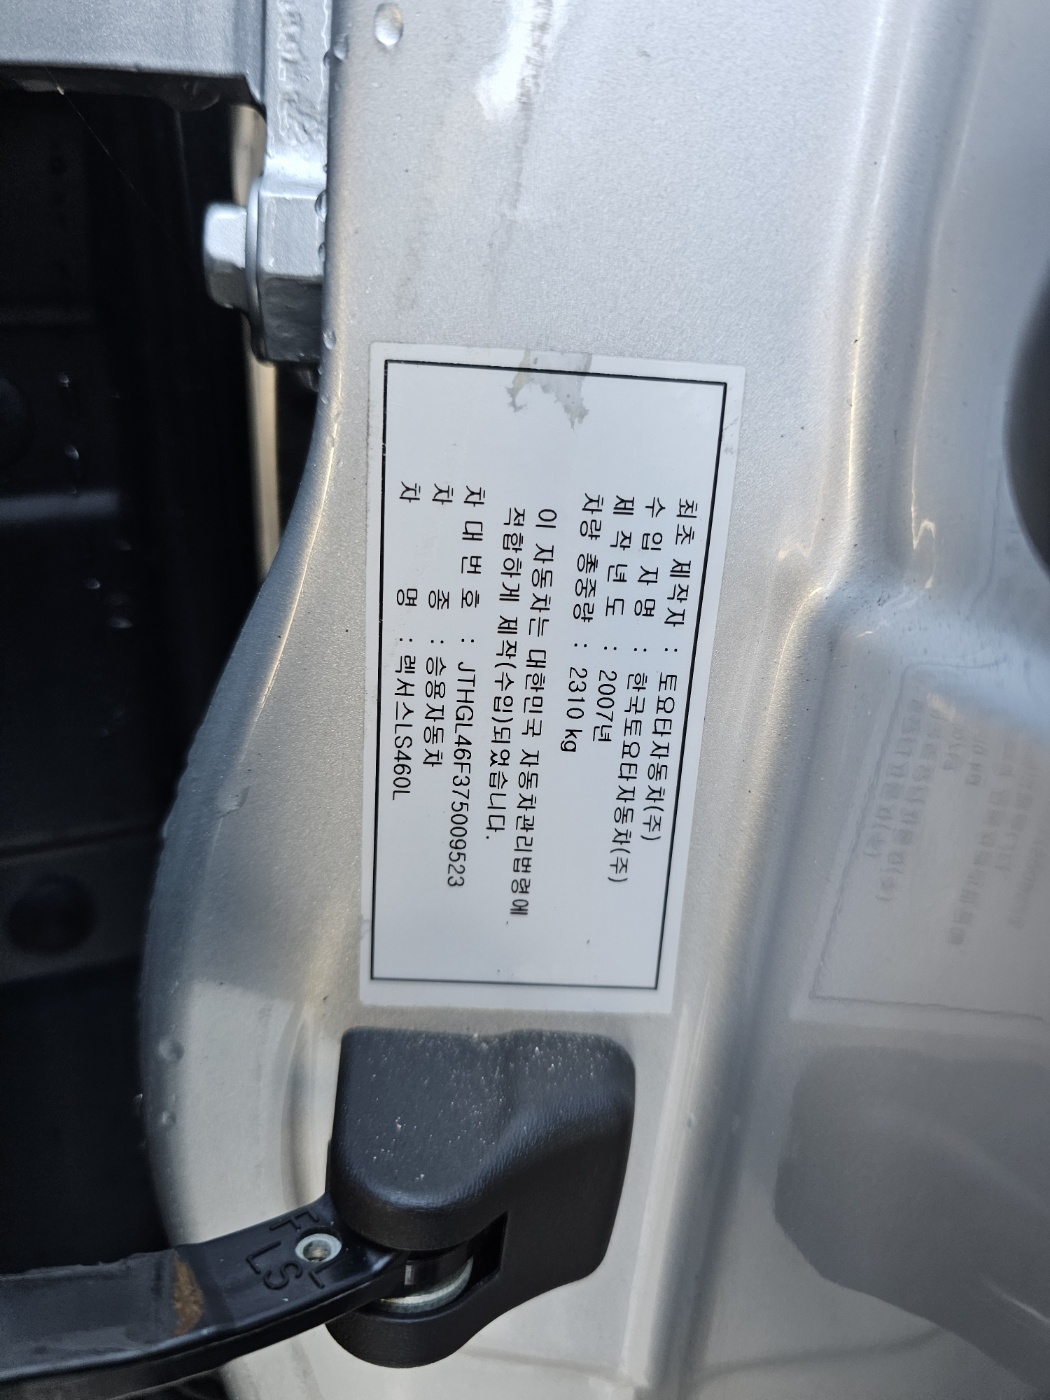 최초 제작자 : 토요타자동차(주)
수 입 자 명 : 한국토요타자동차(주)
제 작 년 도 : 2007년
차량 총중량 : 2310 kg
이 자동차는 대한민국 자동차관리법령에
적합하게 제작(수입)되었습니다.
차 대 번 호 : JTHGL46F375009523
차 종 : 승용자동차
차 명 : 렉서스LS460L
F L
LS